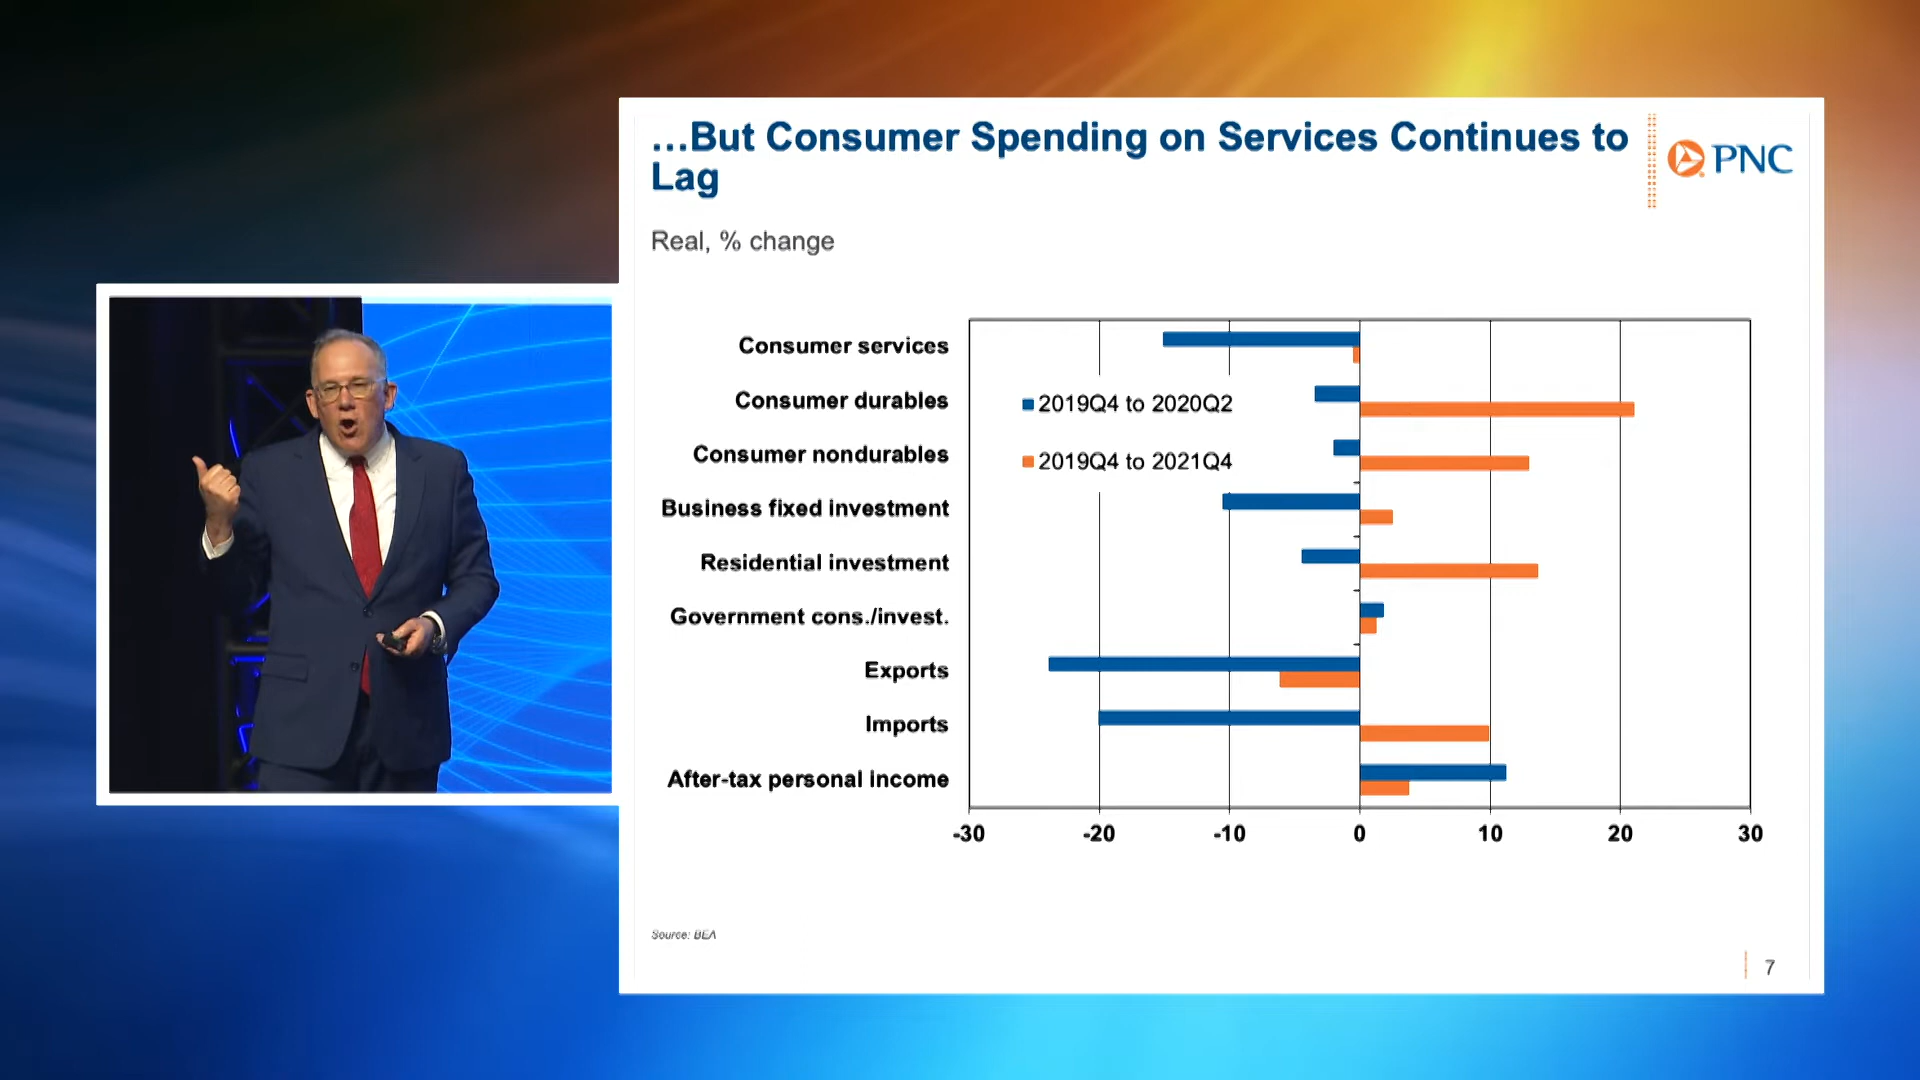 ...But Consumer Spending on Services Continues to
Lag
PNC
Real, % change
Consumer services
Consumer durables
Consumer nondurables
Business fixed investment
Residential investment
Government cons./invest.
Exports
Imports
After-tax personal income
2019Q4 to 2020Q2
2019Q4 to 2021Q4
-30 -20 -10 0 10 20 30
Source: BEA
7